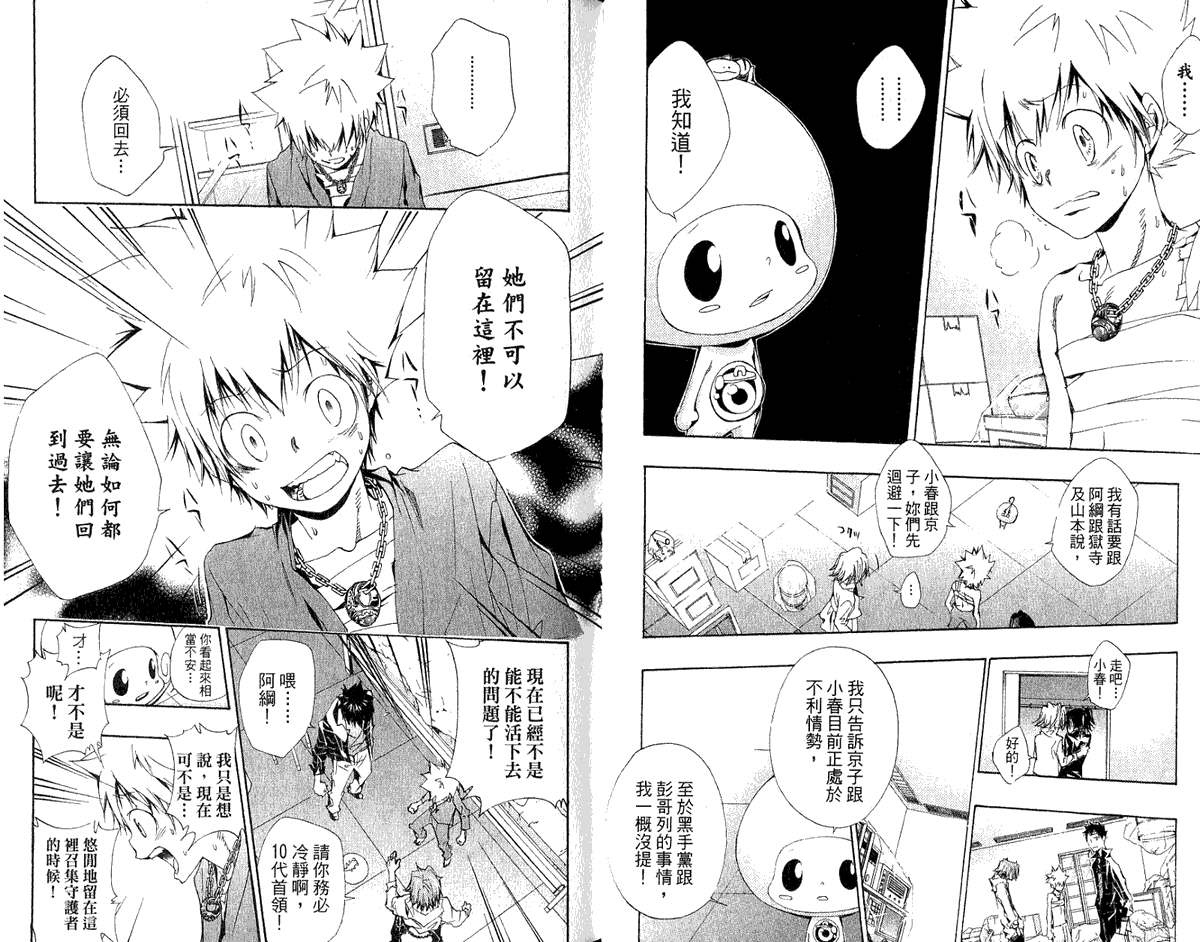 我……
…………
我知道！
我有話要跟
阿綱跟獄寺
及山本說，
小春跟京
子，妳們先
迴避一下！
…
走吧…
小春！
好的！
我只告訴京子跟
小春目前正處於
不利情勢，
至於黑手黨跟
彭哥列的事情，
我一概沒提！
………
必須回去…
她們不可以
留在這裡！
無論如何都
要讓她們回
到過去！
現在已經不是
能不能活下去
的問題了！
喂……
阿綱！
請你務必
冷靜啊，
10代首領！
你看起來相
當不安…
才…
才不是
呢！
我只是想
說，現在
可不是…
悠閒地留在這
裡召集守護者
的時候！